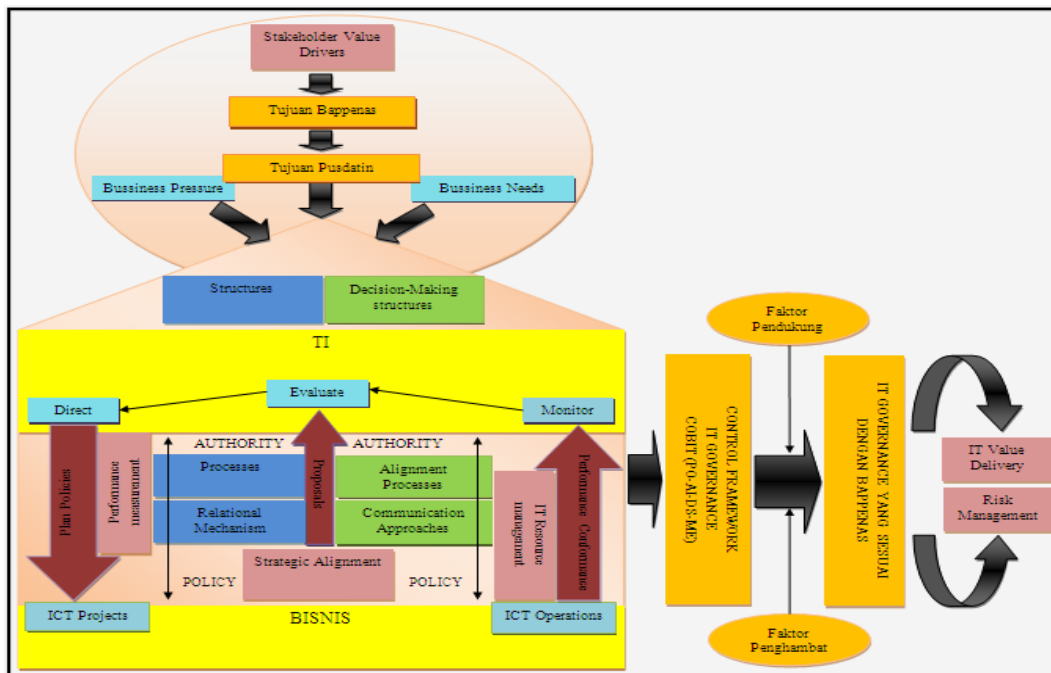 Stakeholder Value
Drivers
Tujuan Bappenas
Tujuan Pusdatin
Bussiness Pressure
Bussiness Needs
Structures
Decision-Making
structures
TI
Evaluate
Direct
Monitor
AUTHORITY
AUTHORITY
Plan Policies
Performance
measurement
Processes
Relational
Mechanism
Proposals
Alignment
Processes
Communication
Approaches
IT Resource
management
Performance Conformance
Strategic Alignment
POLICY
POLICY
ICT Projects
BISNIS
ICT Operations
CONTROL FRAMEWORK
IT GOVERNANCE
COBIT (PO-AI-DS-ME)
Faktor
Pendukung
Faktor
Penghambat
IT GOVERNANCE YANG SESUAI
DENGAN BAPPENAS
IT Value
Delivery
Risk
Management